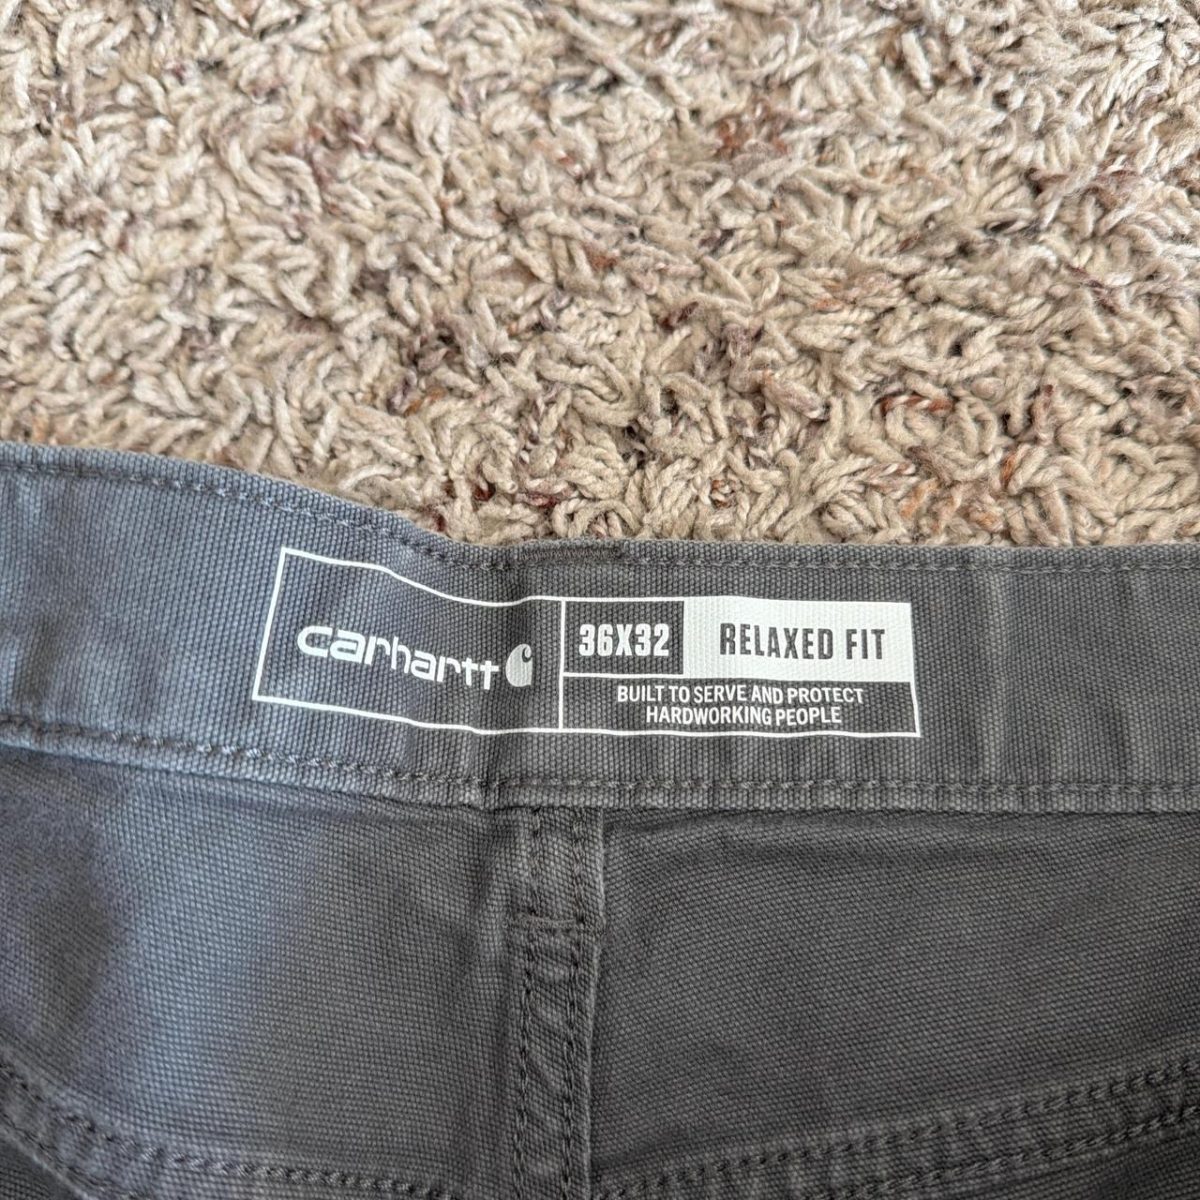 carhartt
36X32 RELAXED FIT
BUILT TO SERVE AND PROTECT
HARDWORKING PEOPLE